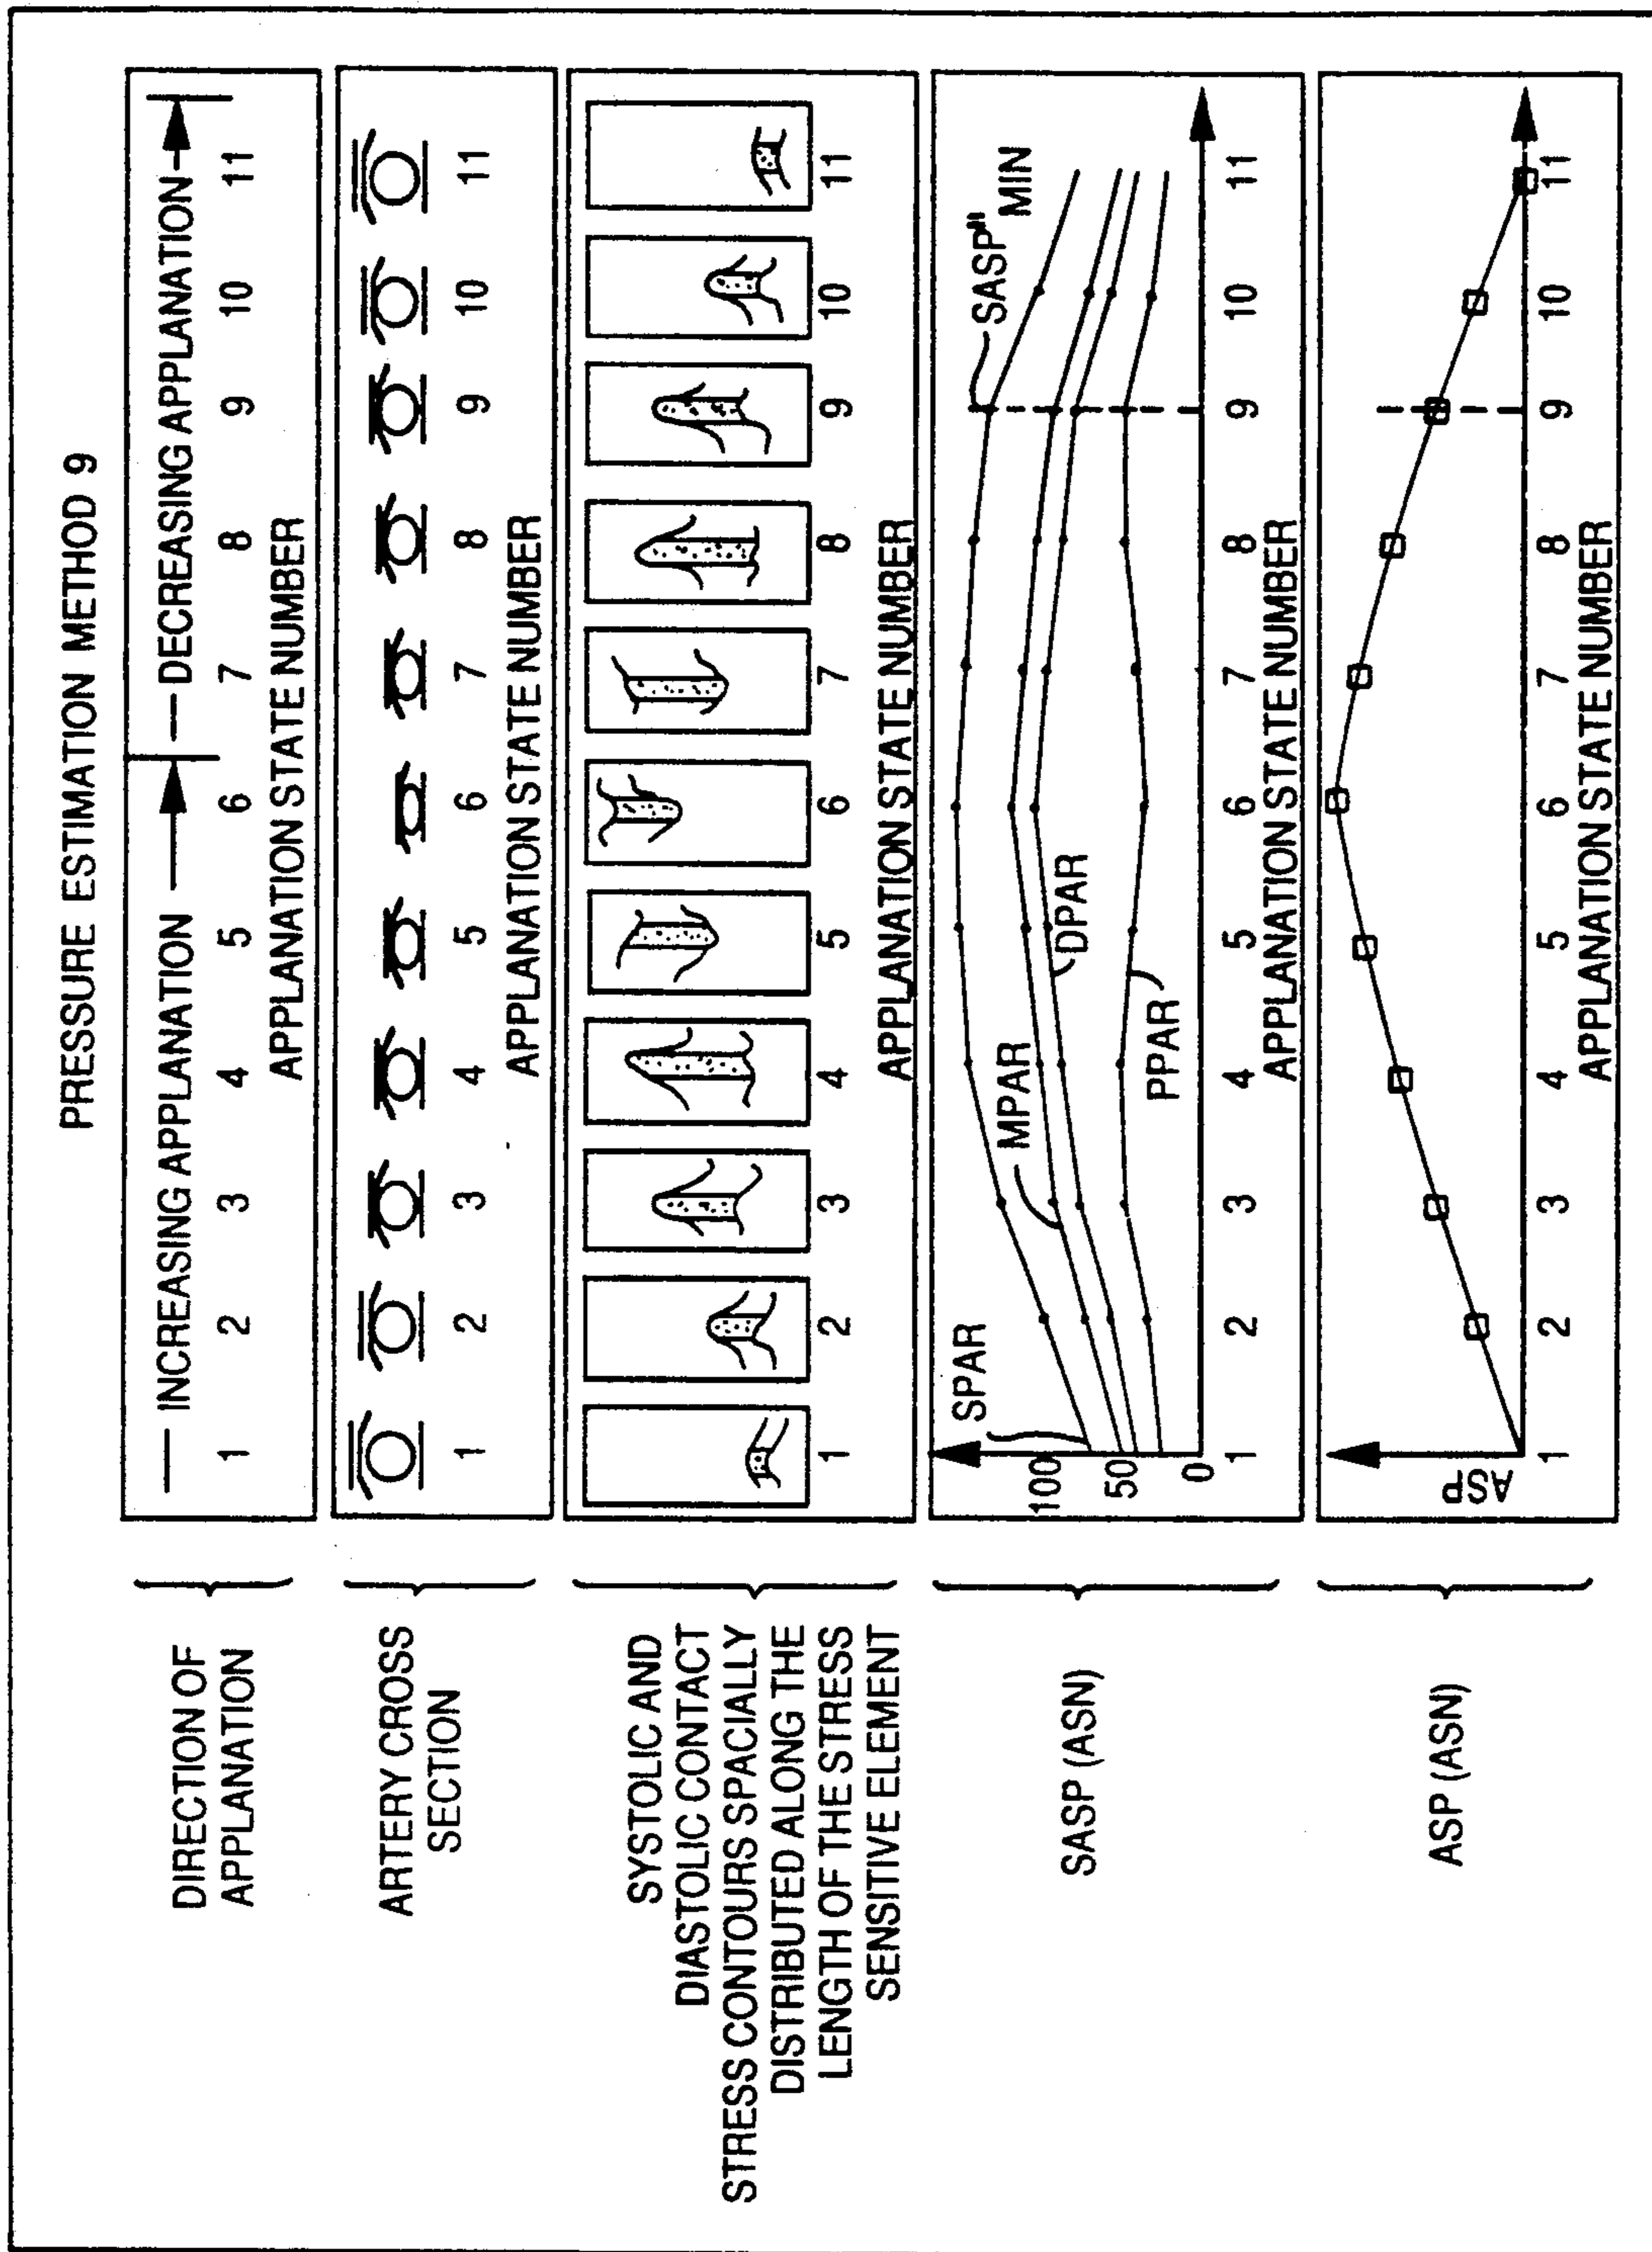 PRESSURE ESTIMATION METHOD 9
DIRECTION OF
APPLANATION
INCREASING APPLANATION
DECREASING APPLANATION
1 2 3 4 5 6 7 8 9 10 11
APPLANATION STATE NUMBER
ARTERY CROSS
SECTION
1 2 3 4 5 6 7 8 9 10 11
APPLANATION STATE NUMBER
SYSTOLIC AND
DIASTOLIC CONTACT
STRESS CONTOURS SPACIALLY
DISTRIBUTED ALONG THE
LENGTH OF THE STRESS
SENSITIVE ELEMENT
1 2 3 4 5 6 7 8 9 10 11
APPLANATION STATE NUMBER
SASP (ASN)
SPAR
MPAR
DPAR
PPAR
SASP" MIN
100
50
0
1 2 3 4 5 6 7 8 9 10 11
APPLANATION STATE NUMBER
ASP (ASN)
ASP
1 2 3 4 5 6 7 8 9 10 11
APPLANATION STATE NUMBER